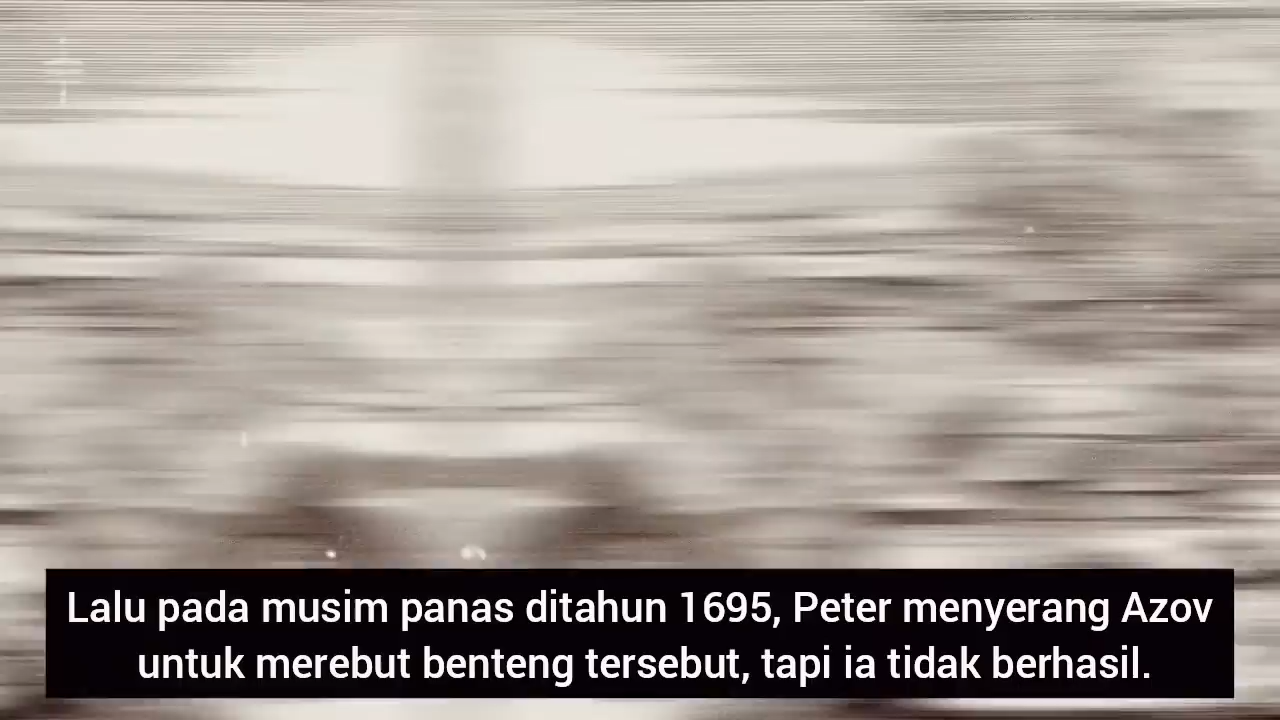 Lalu pada musim panas ditahun 1695, Peter menyerang Azov
untuk merebut benteng tersebut, tapi ia tidak berhasil.